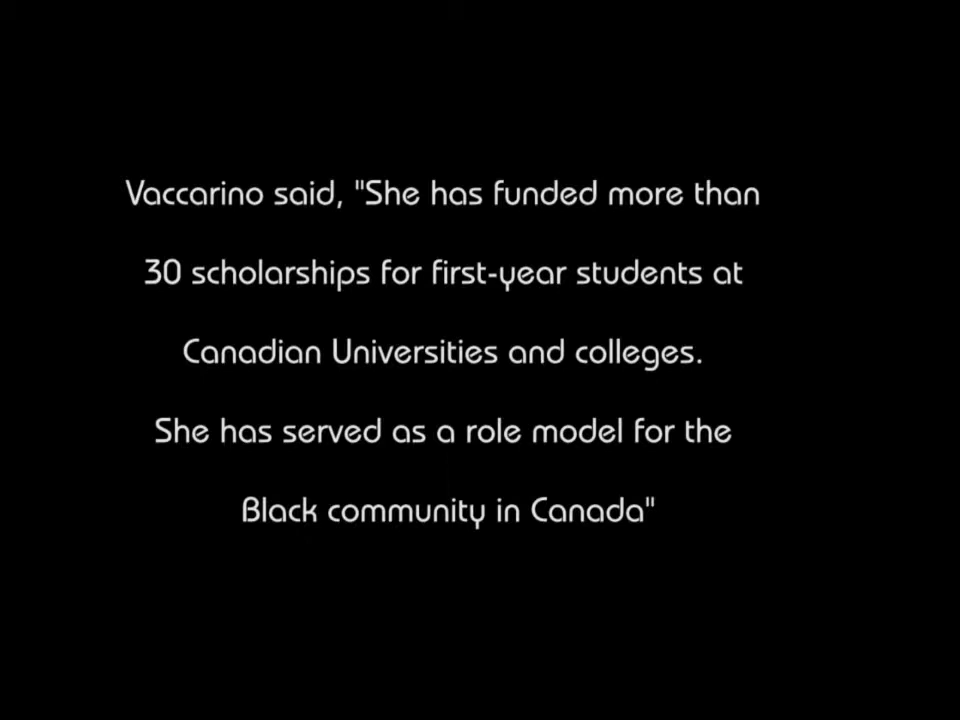 Vaccarino said, "She has funded more than
30 scholarships for first-year students at
Canadian Universities and colleges.
She has served as a role model for the
Black community in Canada"